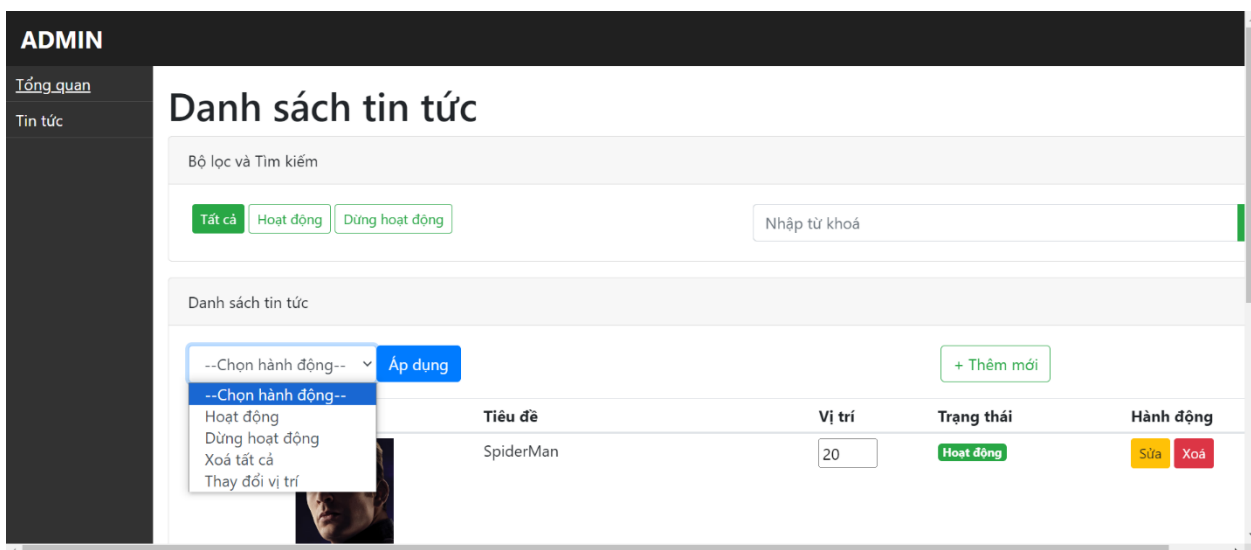 ADMIN
Tổng quan
Tin tức
Danh sách tin tức
Bộ lọc và Tìm kiếm
Tất cả Hoạt động Dừng hoạt động Nhập từ khoá
Danh sách tin tức
--Chọn hành động-- Áp dụng + Thêm mới
--Chọn hành động--
Hoạt động
Dừng hoạt động
Xoá tất cả
Thay đổi vị trí
Tiêu đề Vị trí Trạng thái Hành động
SpiderMan 20 Hoạt động Sửa Xoá